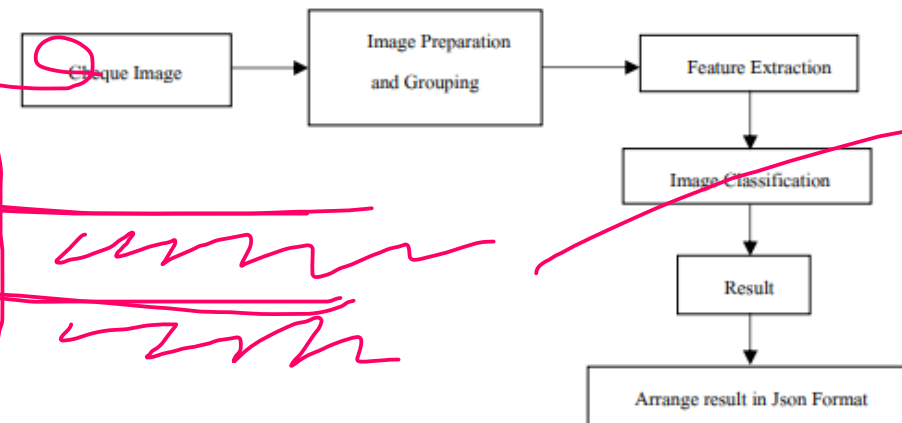 Cheque Image
Image Preparation
and Grouping
Feature Extraction
Image Classification
Result
Arrange result in Json Format